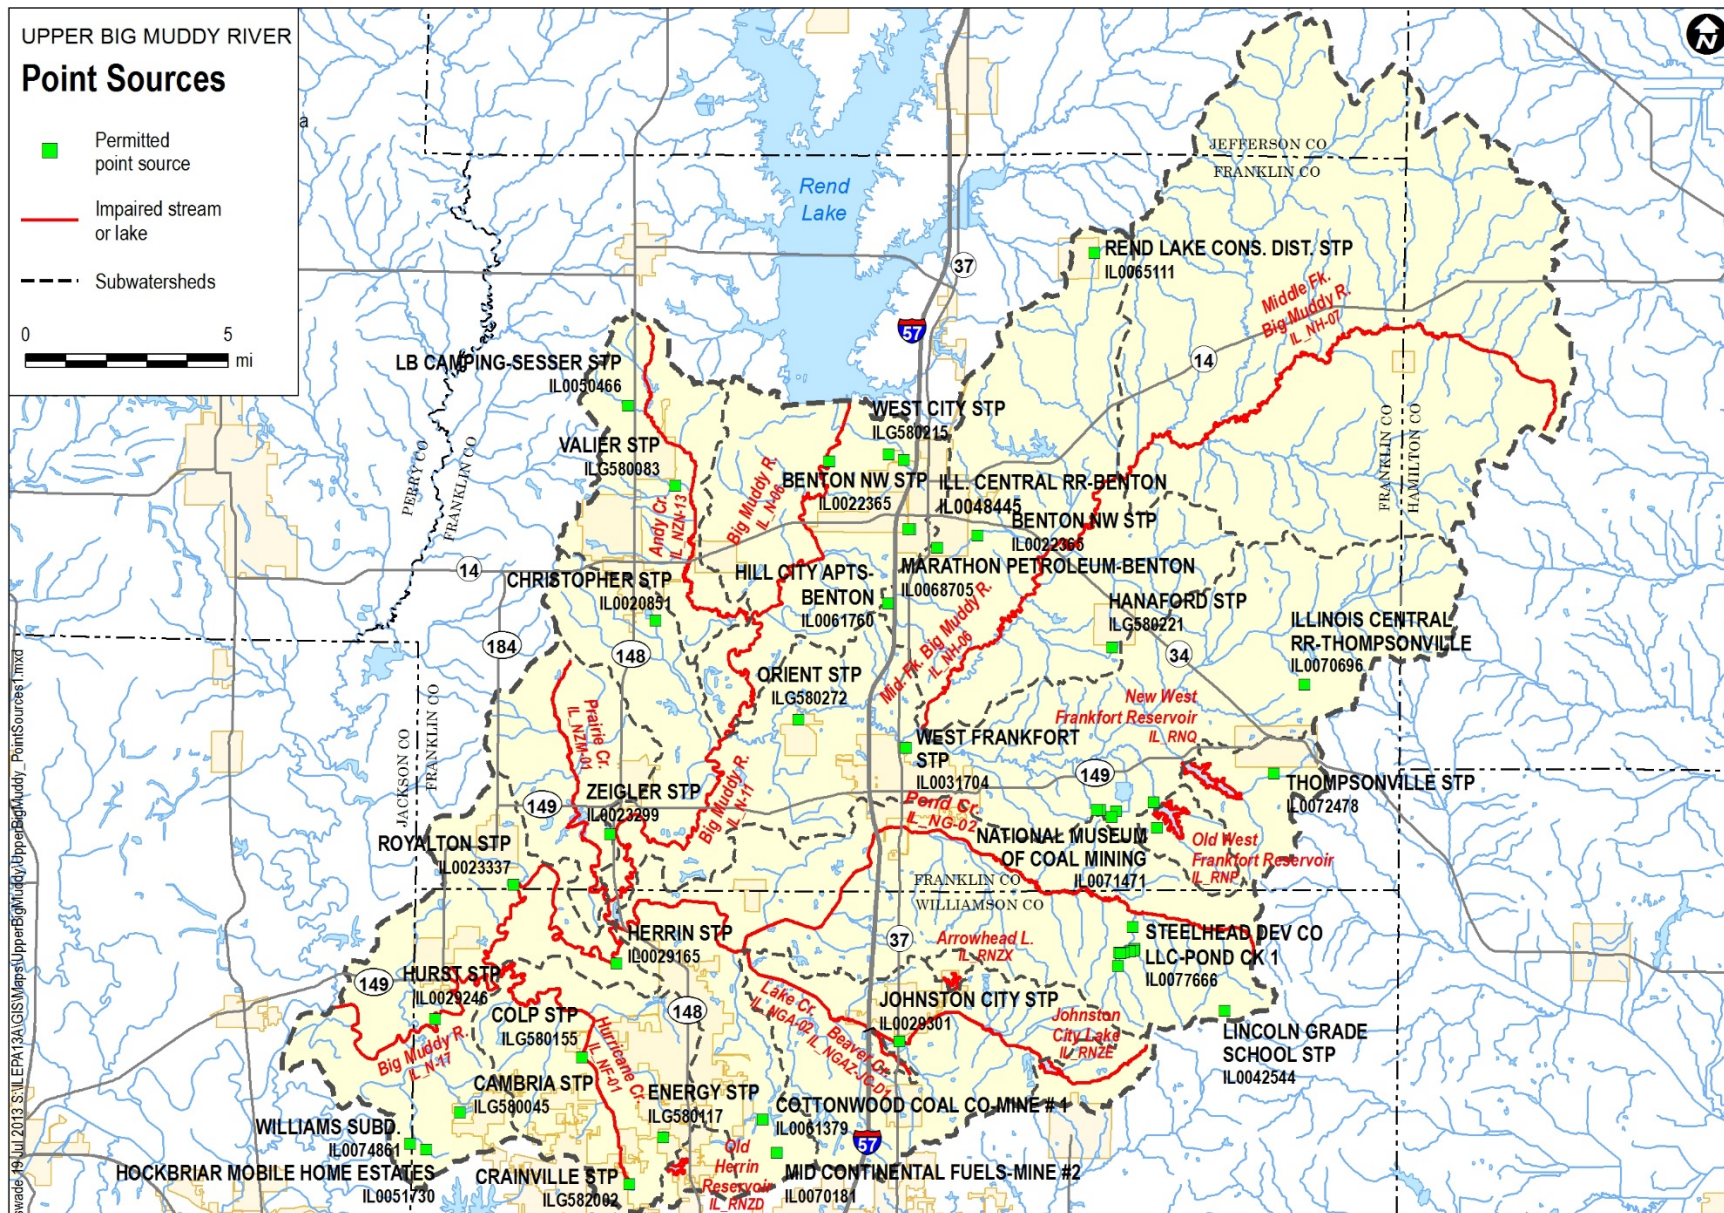 UPPER BIG MUDDY RIVER
Point Sources
Permitted
point source
Impaired stream
or lake
Subwatersheds
0 5
mi
a
N
JEFFERSON CO
FRANKLIN CO
Rend
Lake
37
REND LAKE CONS. DIST. STP
IL0065111
Middle Fk.
Big Muddy R.
IL_NH-07
57
14
LB CAMPING-SESSER STP
IL0050466
WEST CITY STP
ILG580215
VALIER STP
ILG580083
PERRY CO
FRANKLIN CO
FRANKLIN CO
HAMILTON CO
Andy Cr.
IL_NZN-13
Big Muddy R.
IL_N-06
BENTON NW STP
IL0022365
ILL. CENTRAL RR-BENTON
IL0048445
BENTON NW STP
IL0022365
14
CHRISTOPHER STP
IL0020851
HILL CITY APTS-
BENTON
IL0061760
MARATHON PETROLEUM-BENTON
IL0068705
HANAFORD STP
ILG580221
ILLINOIS CENTRAL
RR-THOMPSONVILLE
IL0070696
184
148
34
Mid. Fk. Big Muddy R.
IL_NH-06
ORIENT STP
ILG580272
New West
Frankfort Reservoir
IL_RNQ
Prairie Cr.
IL_NZM-01
JACKSON CO
FRANKLIN CO
WEST FRANKFORT
STP
IL0031704
149
THOMPSONVILLE STP
IL0072478
ZEIGLER STP
IL0023299
149
Big Muddy R.
IL_N-11
Pond Cr.
IL_NG-02
NATIONAL MUSEUM
OF COAL MINING
IL0071471
Old West
Frankfort Reservoir
IL_RNP
ROYALTON STP
IL0023337
FRANKLIN CO
WILLIAMSON CO
HERRIN STP
IL0029165
37
Arrowhead L.
IL_RNZX
STEELHEAD DEV CO
LLC-POND CK 1
IL0077666
149
HURST STP
IL0029246
COLP STP
ILG580155
148
Lake Cr.
IL_NGA-02
Beaver Cr.
IL_NGAZ-JC-D1
JOHNSTON CITY STP
IL0029301
Johnston
City Lake
IL_RNZE
LINCOLN GRADE
SCHOOL STP
IL0042544
Big Muddy R.
IL_N-17
Hurricane Cr.
IL_NF-01
CAMBRIA STP
ILG580045
ENERGY STP
ILG580117
COTTONWOOD COAL CO-MINE #1
IL0061379
WILLIAMS SUBD.
IL0074861
57
HOCKBRIAR MOBILE HOME ESTATES
IL0051730
CRAINVILLE STP
ILG582002
Old
Herrin
Reservoir
IL_RNZD
MID CONTINENTAL FUELS-MINE #2
IL0070181
swade 19 Jul 2013 S:\ILEPA13A\GIS\Maps\UpperBigMuddy\UpperBigMuddy_PointSources1.mxd